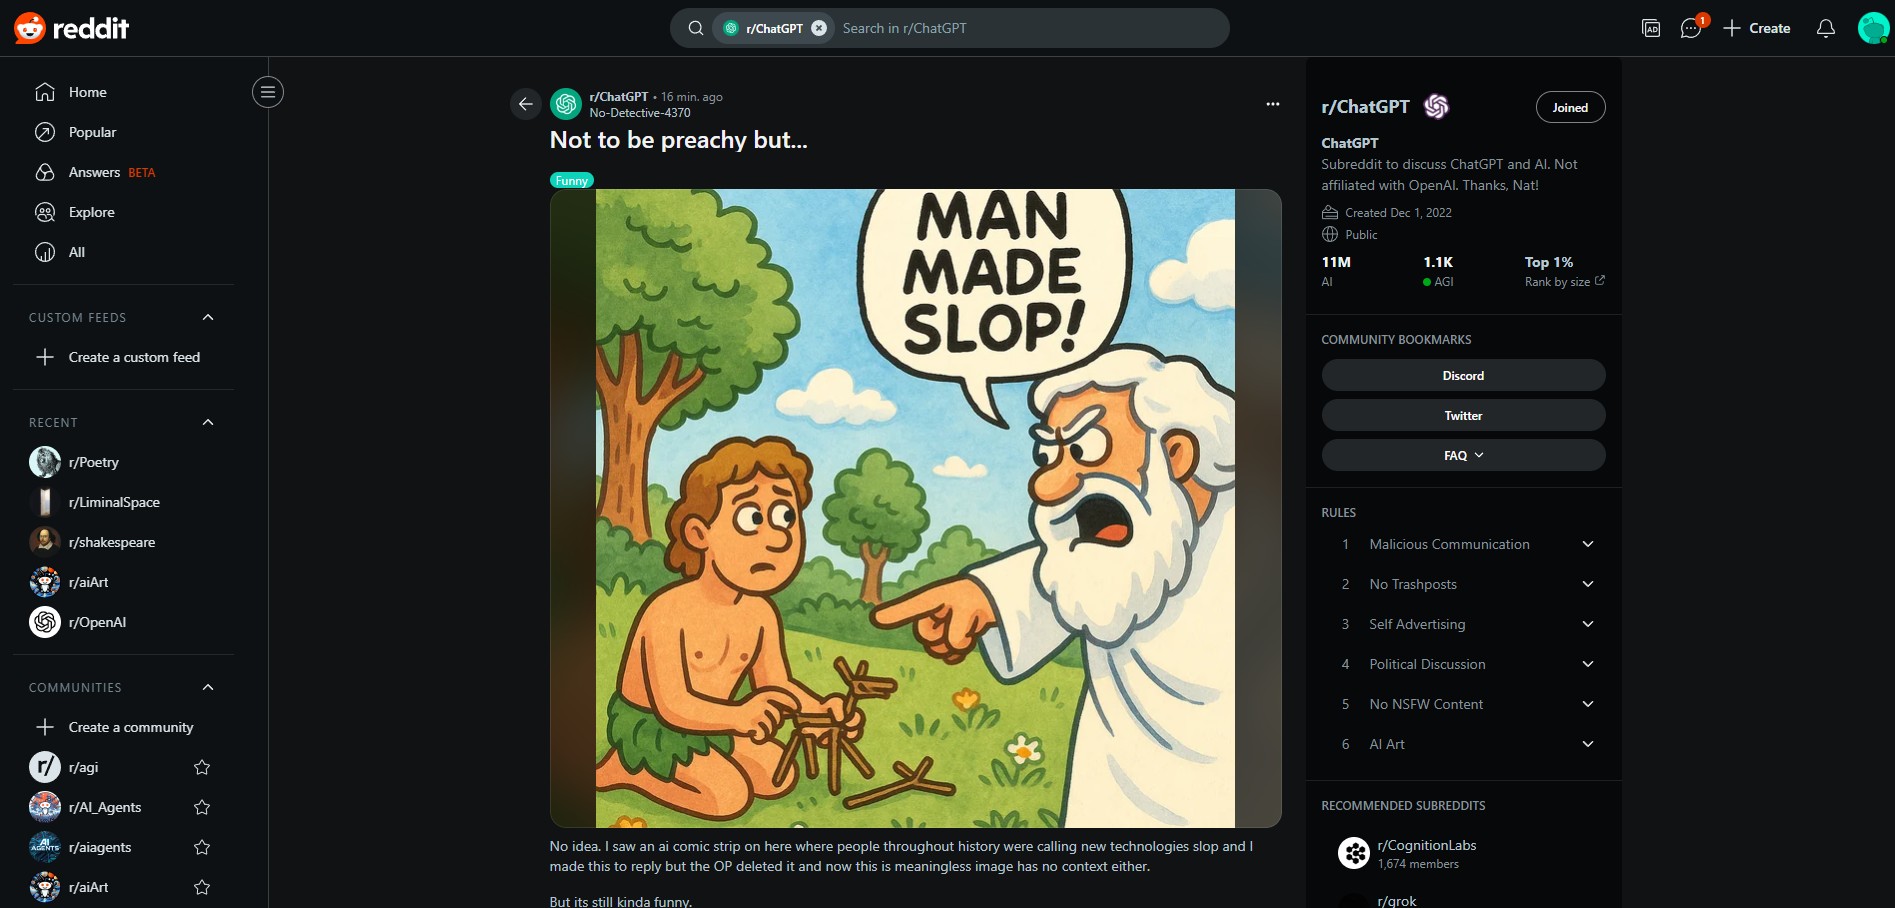 reddit
r/ChatGPT
Search in r/ChatGPT
AD
1
Create
Home
Popular
Answers BETA
Explore
All
CUSTOM FEEDS
Create a custom feed
RECENT
r/Poetry
r/LiminalSpace
r/shakespeare
r/aiArt
r/OpenAI
COMMUNITIES
Create a community
r/
r/agi
r/AI_Agents
AI
AGENTS
r/aiagents
r/aiArt
r/ChatGPT • 16 min. ago
No-Detective-4370
Not to be preachy but...
Funny
MAN
MADE
SLOP!
No idea. I saw an ai comic strip on here where people throughout history were calling new technologies slop and I
made this to reply but the OP deleted it and now this is meaningless image has no context either.
But its still kinda funny.
r/ChatGPT
Joined
ChatGPT
Subreddit to discuss ChatGPT and AI. Not
affiliated with OpenAI. Thanks, Nat!
Created Dec 1, 2022
Public
11M 1.1K Top 1%
AI AGI Rank by size
COMMUNITY BOOKMARKS
Discord
Twitter
FAQ
RULES
1 Malicious Communication
2 No Trashposts
3 Self Advertising
4 Political Discussion
5 No NSFW Content
6 AI Art
RECOMMENDED SUBREDDITS
r/CognitionLabs
1,674 members
r/grok